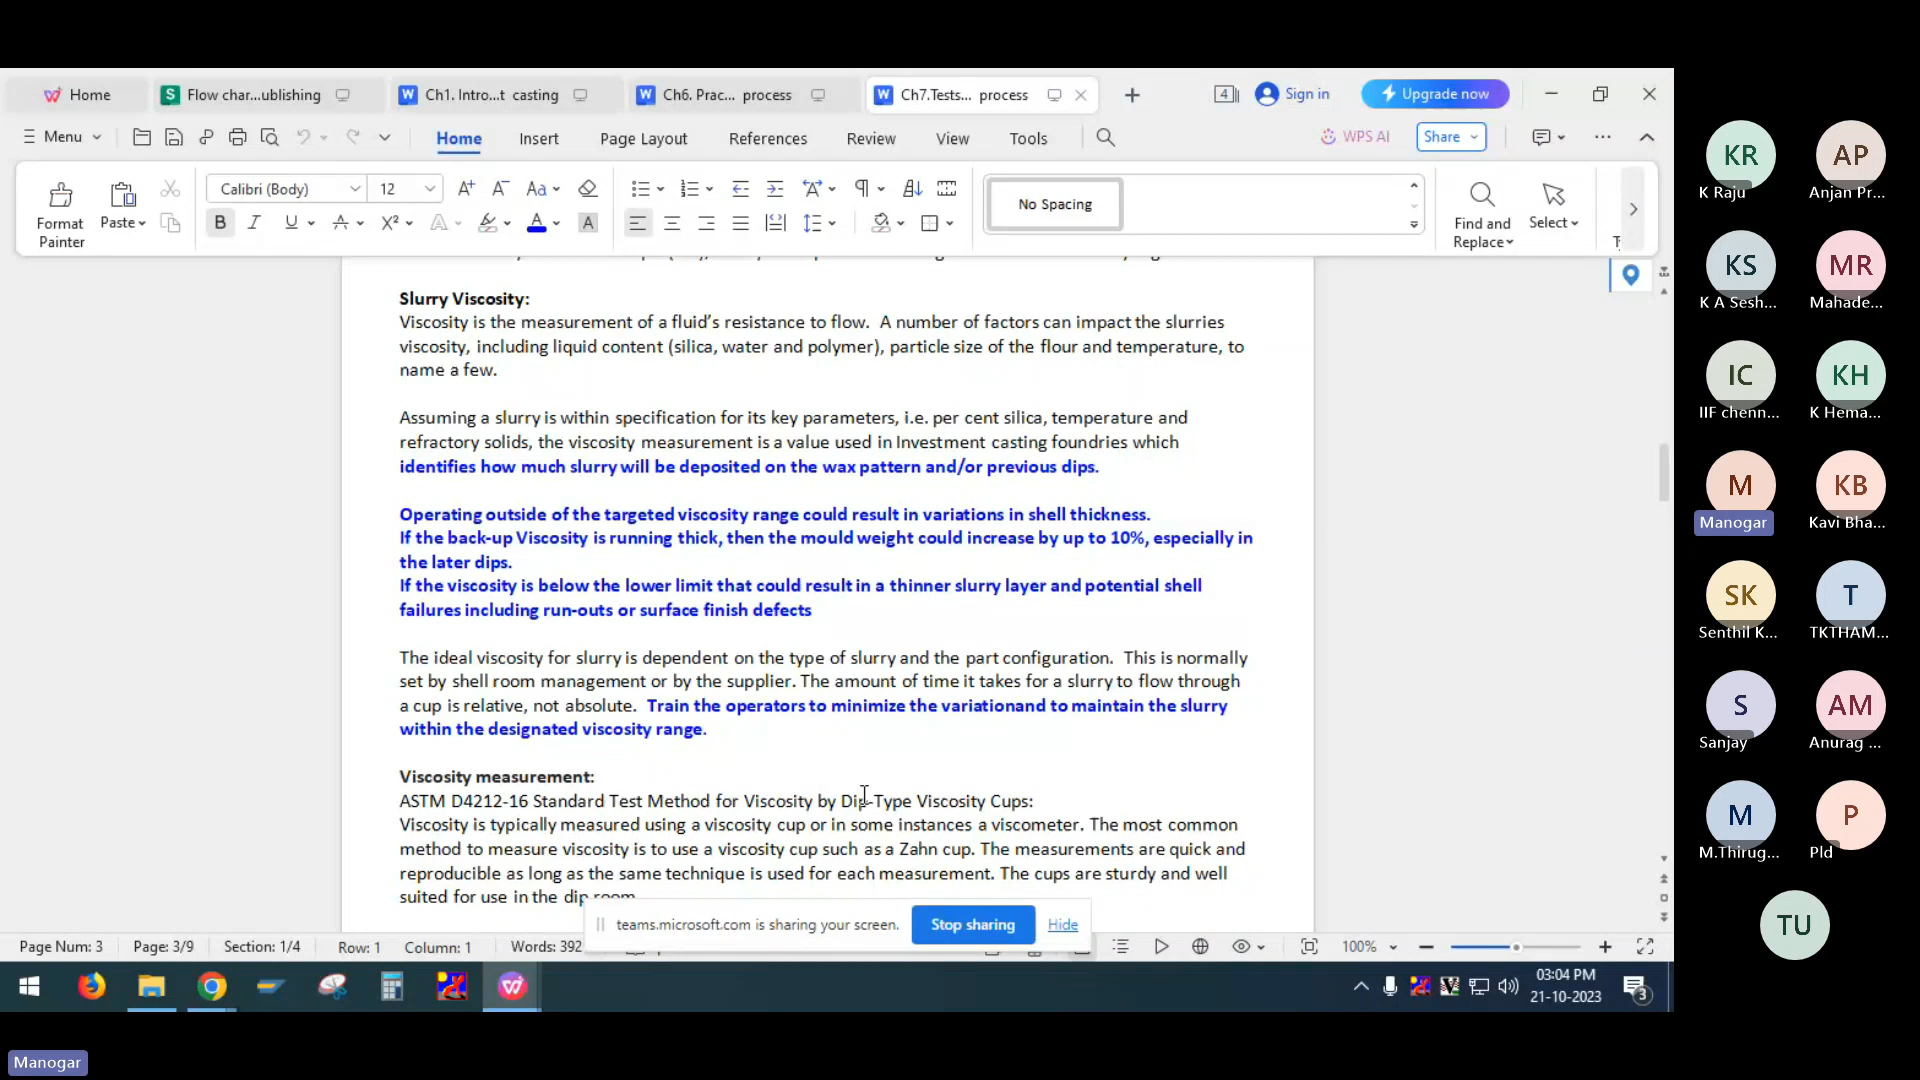 Home
Flow char...ublishing
Ch1. Intro...t casting
Ch6. Prac... process
Ch7.Tests... process
4
Sign in
Upgrade now
Menu
Home
Insert
Page Layout
References
Review
View
Tools
WPS AI
Share
Format Painter
Paste
Calibri (Body)
12
No Spacing
Find and Replace
Select
Slurry Viscosity:
Viscosity is the measurement of a fluid's resistance to flow. A number of factors can impact the slurries
viscosity, including liquid content (silica, water and polymer), particle size of the flour and temperature, to
name a few.
Assuming a slurry is within specification for its key parameters, i.e. per cent silica, temperature and
refractory solids, the viscosity measurement is a value used in Investment casting foundries which
identifies how much slurry will be deposited on the wax pattern and/or previous dips.
Operating outside of the targeted viscosity range could result in variations in shell thickness.
If the back-up Viscosity is running thick, then the mould weight could increase by up to 10%, especially in
the later dips.
If the viscosity is below the lower limit that could result in a thinner slurry layer and potential shell
failures including run-outs or surface finish defects
The ideal viscosity for slurry is dependent on the type of slurry and the part configuration. This is normally
set by shell room management or by the supplier. The amount of time it takes for a slurry to flow through
a cup is relative, not absolute. Train the operators to minimize the variationand to maintain the slurry
within the designated viscosity range.
Viscosity measurement:
ASTM D4212-16 Standard Test Method for Viscosity by Dip-Type Viscosity Cups:
Viscosity is typically measured using a viscosity cup or in some instances a viscometer. The most common
method to measure viscosity is to use a viscosity cup such as a Zahn cup. The measurements are quick and
reproducible as long as the same technique is used for each measurement. The cups are sturdy and well
suited for use in the dip room
teams.microsoft.com is sharing your screen.
Stop sharing
Hide
Page Num: 3
Page: 3/9
Section: 1/4
Row: 1
Column: 1
Words: 392
100%
03:04 PM
21-10-2023
3
KR
K Raju
AP
Anjan Pr...
KS
K A Sesh...
MR
Mahade...
IC
IIF chenn...
KH
K Hema...
M
Manogar
KB
Kavi Bha...
SK
Senthil K...
T
TKTHAM...
S
Sanjay
AM
Anurag ...
M
M.Thirug...
P
Pld
TU
Manogar